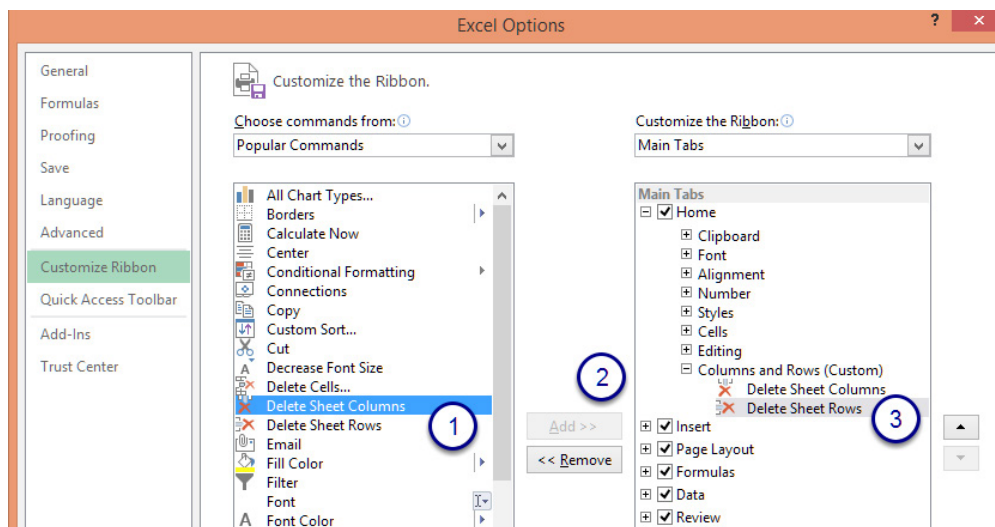 Excel Options
?
×
General
Formulas
Proofing
Save
Language
Advanced
Customize Ribbon
Quick Access Toolbar
Add-Ins
Trust Center
Customize the Ribbon.
Choose commands from:
Popular Commands
All Chart Types...
Borders
Calculate Now
Center
Conditional Formatting
Connections
Copy
Custom Sort...
Cut
Decrease Font Size
Delete Cells...
Delete Sheet Columns
Delete Sheet Rows
Email
Fill Color
Filter
Font
Font Color
1
2
Add >>
<< Remove
Customize the Ribbon:
Main Tabs
Main Tabs
Home
Clipboard
Font
Alignment
Number
Styles
Cells
Editing
Columns and Rows (Custom)
Delete Sheet Columns
Delete Sheet Rows
3
Insert
Page Layout
Formulas
Data
Review